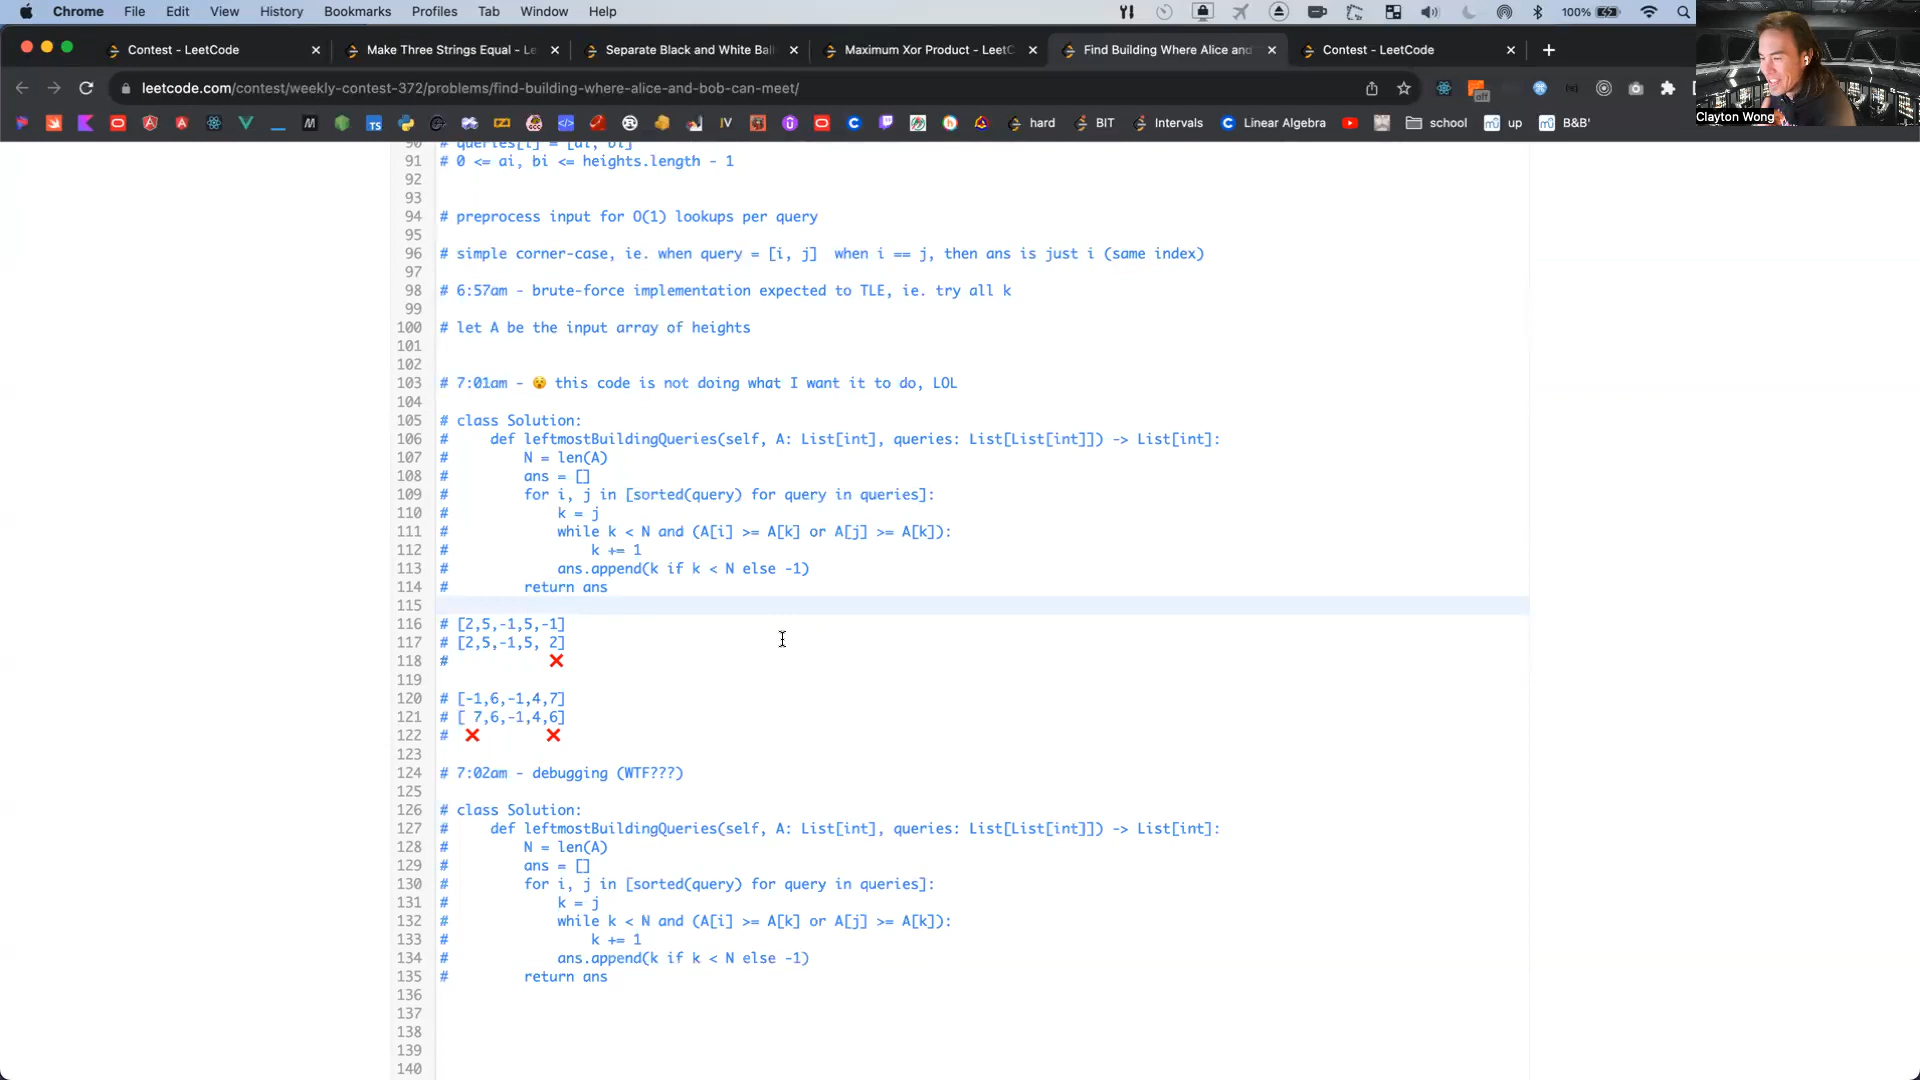 Chrome File Edit View History Bookmarks Profiles Tab Window Help 100%
Contest - LeetCode Make Three Strings Equal - Le Separate Black and White Ball Maximum Xor Product - LeetC Find Building Where Alice and Contest - LeetCode
leetcode.com/contest/weekly-contest-372/problems/find-building-where-alice-and-bob-can-meet/
off
TS IV hard BIT Intervals Linear Algebra school up B&B'
Clayton Wong
90 # queries[i] = [ai, bi]
91 # 0 <= ai, bi <= heights.length - 1
92
93
94 # preprocess input for O(1) lookups per query
95
96 # simple corner-case, ie. when query = [i, j]  when i == j, then ans is just i (same index)
97
98 # 6:57am - brute-force implementation expected to TLE, ie. try all k
99
100 # let A be the input array of heights
101
102
103 # 7:01am - 😵 this code is not doing what I want it to do, LOL
104
105 # class Solution:
106 #     def leftmostBuildingQueries(self, A: List[int], queries: List[List[int]]) -> List[int]:
107 #         N = len(A)
108 #         ans = []
109 #         for i, j in [sorted(query) for query in queries]:
110 #             k = j
111 #             while k < N and (A[i] >= A[k] or A[j] >= A[k]):
112 #                 k += 1
113 #             ans.append(k if k < N else -1)
114 #         return ans
115
116 # [2,5,-1,5,-1]
117 # [2,5,-1,5, 2]
118 #             ❌
119
120 # [-1,6,-1,4,7]
121 # [ 7,6,-1,4,6]
122 #   ❌        ❌
123
124 # 7:02am - debugging (WTF???)
125
126 # class Solution:
127 #     def leftmostBuildingQueries(self, A: List[int], queries: List[List[int]]) -> List[int]:
128 #         N = len(A)
129 #         ans = []
130 #         for i, j in [sorted(query) for query in queries]:
131 #             k = j
132 #             while k < N and (A[i] >= A[k] or A[j] >= A[k]):
133 #                 k += 1
134 #             ans.append(k if k < N else -1)
135 #         return ans
136
137
138
139
140